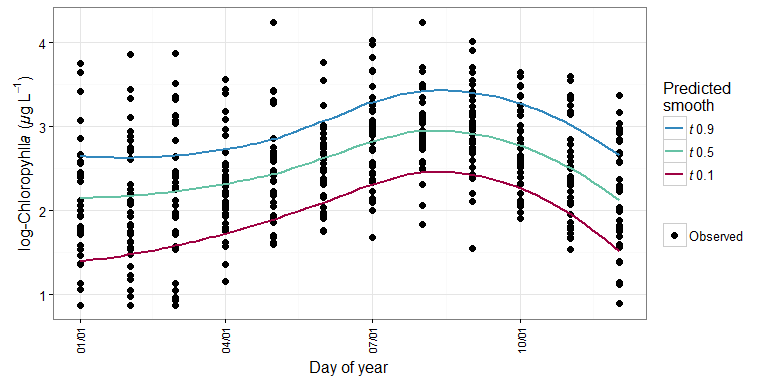 4
3
2
1
log-Chloropyhlla (μg L⁻¹)
01/01
04/01
07/01
10/01
Day of year
Predicted
smooth
t 0.9
t 0.5
t 0.1
Observed